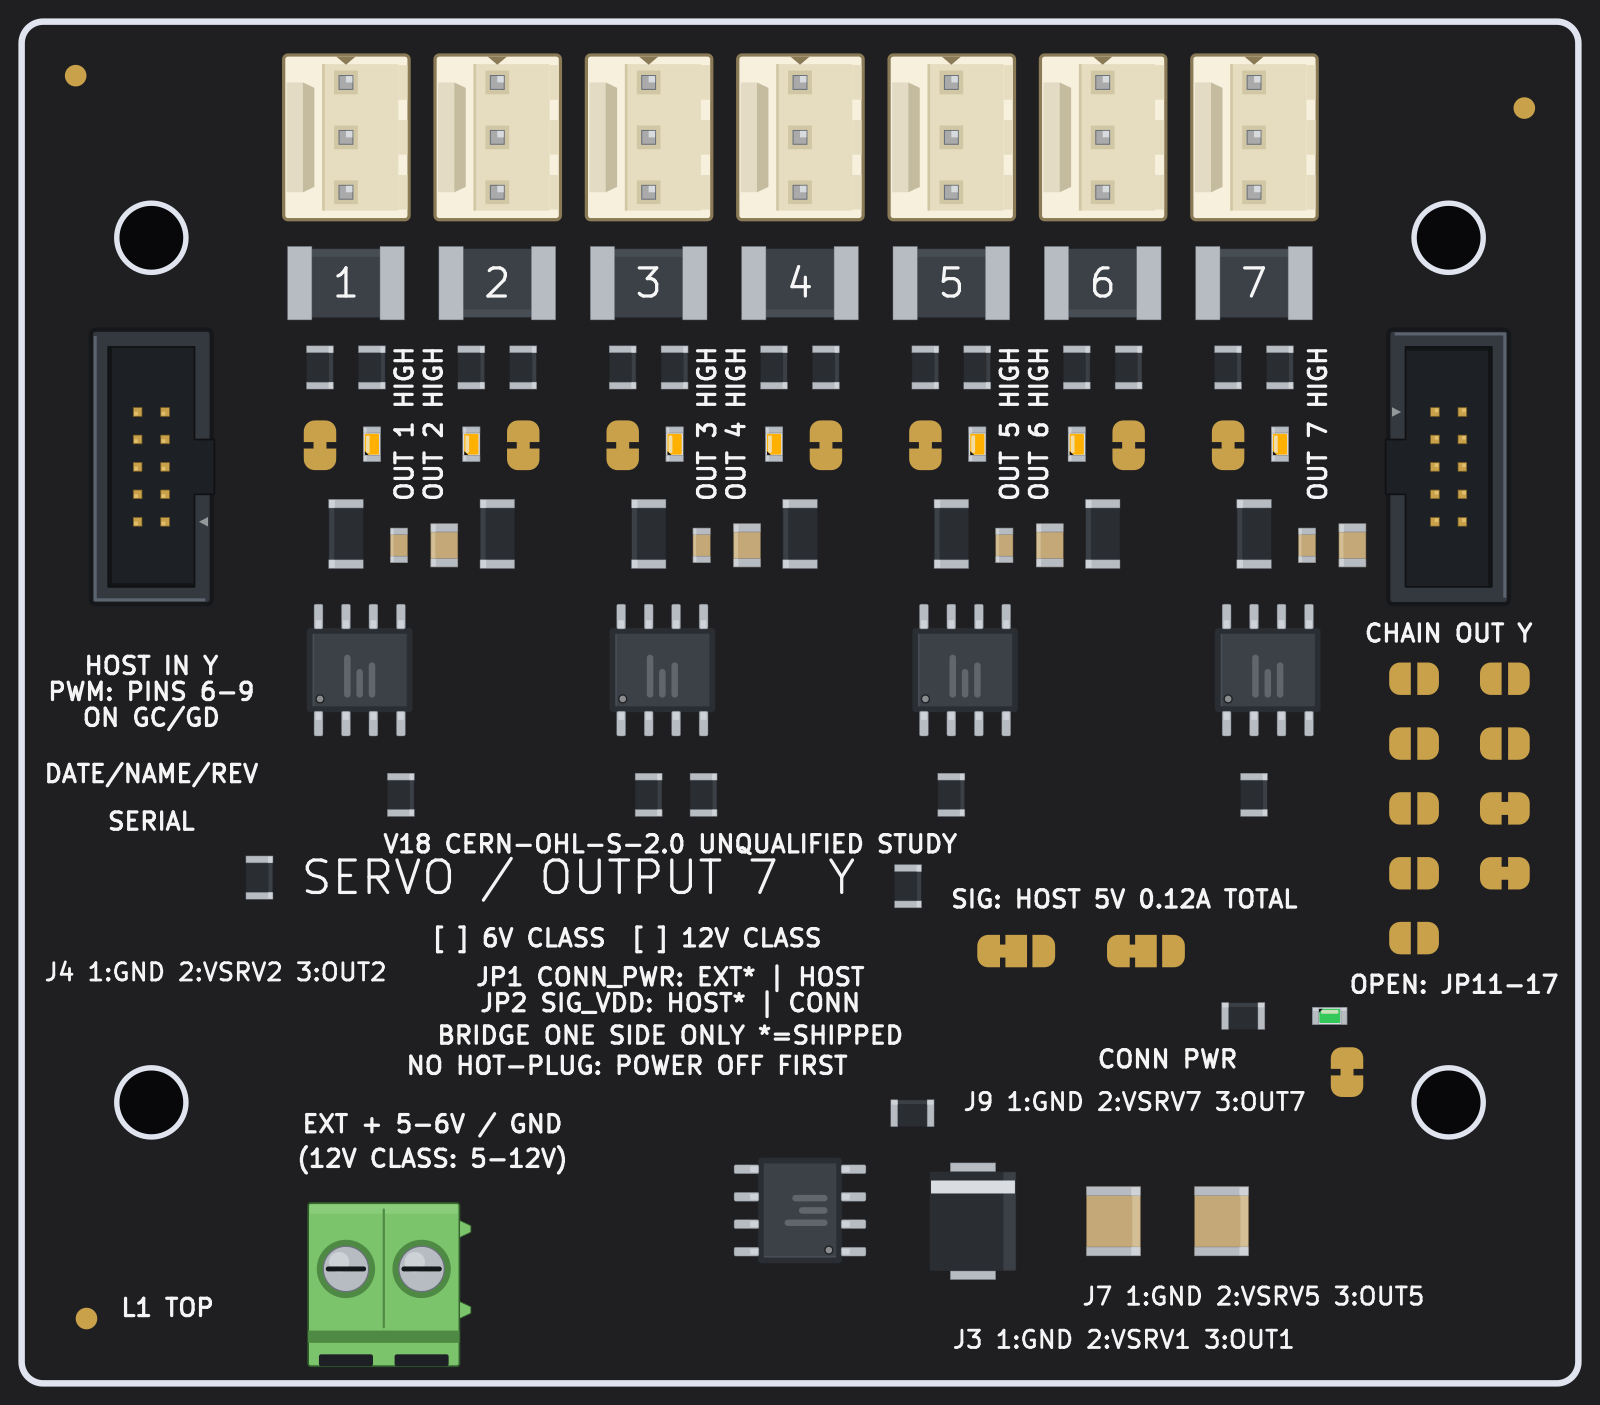 1 2 3 4 5 6 7
OUT 1 HIGH
OUT 2 HIGH
OUT 3 HIGH
OUT 4 HIGH
OUT 5 HIGH
OUT 6 HIGH
OUT 7 HIGH
CHAIN OUT Y
HOST IN Y
PWM: PINS 6-9
ON GC/GD
DATE/NAME/REV
SERIAL
V18 CERN-OHL-S-2.0 UNQUALIFIED STUDY
SERVO / OUTPUT 7 Y
SIG: HOST 5V 0.12A TOTAL
[ ] 6V CLASS [ ] 12V CLASS
J4 1:GND 2:VSRV2 3:OUT2
JP1 CONN_PWR: EXT* | HOST
JP2 SIG_VDD: HOST* | CONN
BRIDGE ONE SIDE ONLY *=SHIPPED
NO HOT-PLUG: POWER OFF FIRST
OPEN: JP11-17
CONN PWR
J9 1:GND 2:VSRV7 3:OUT7
EXT + 5-6V / GND
(12V CLASS: 5-12V)
L1 TOP
J7 1:GND 2:VSRV5 3:OUT5
J3 1:GND 2:VSRV1 3:OUT1